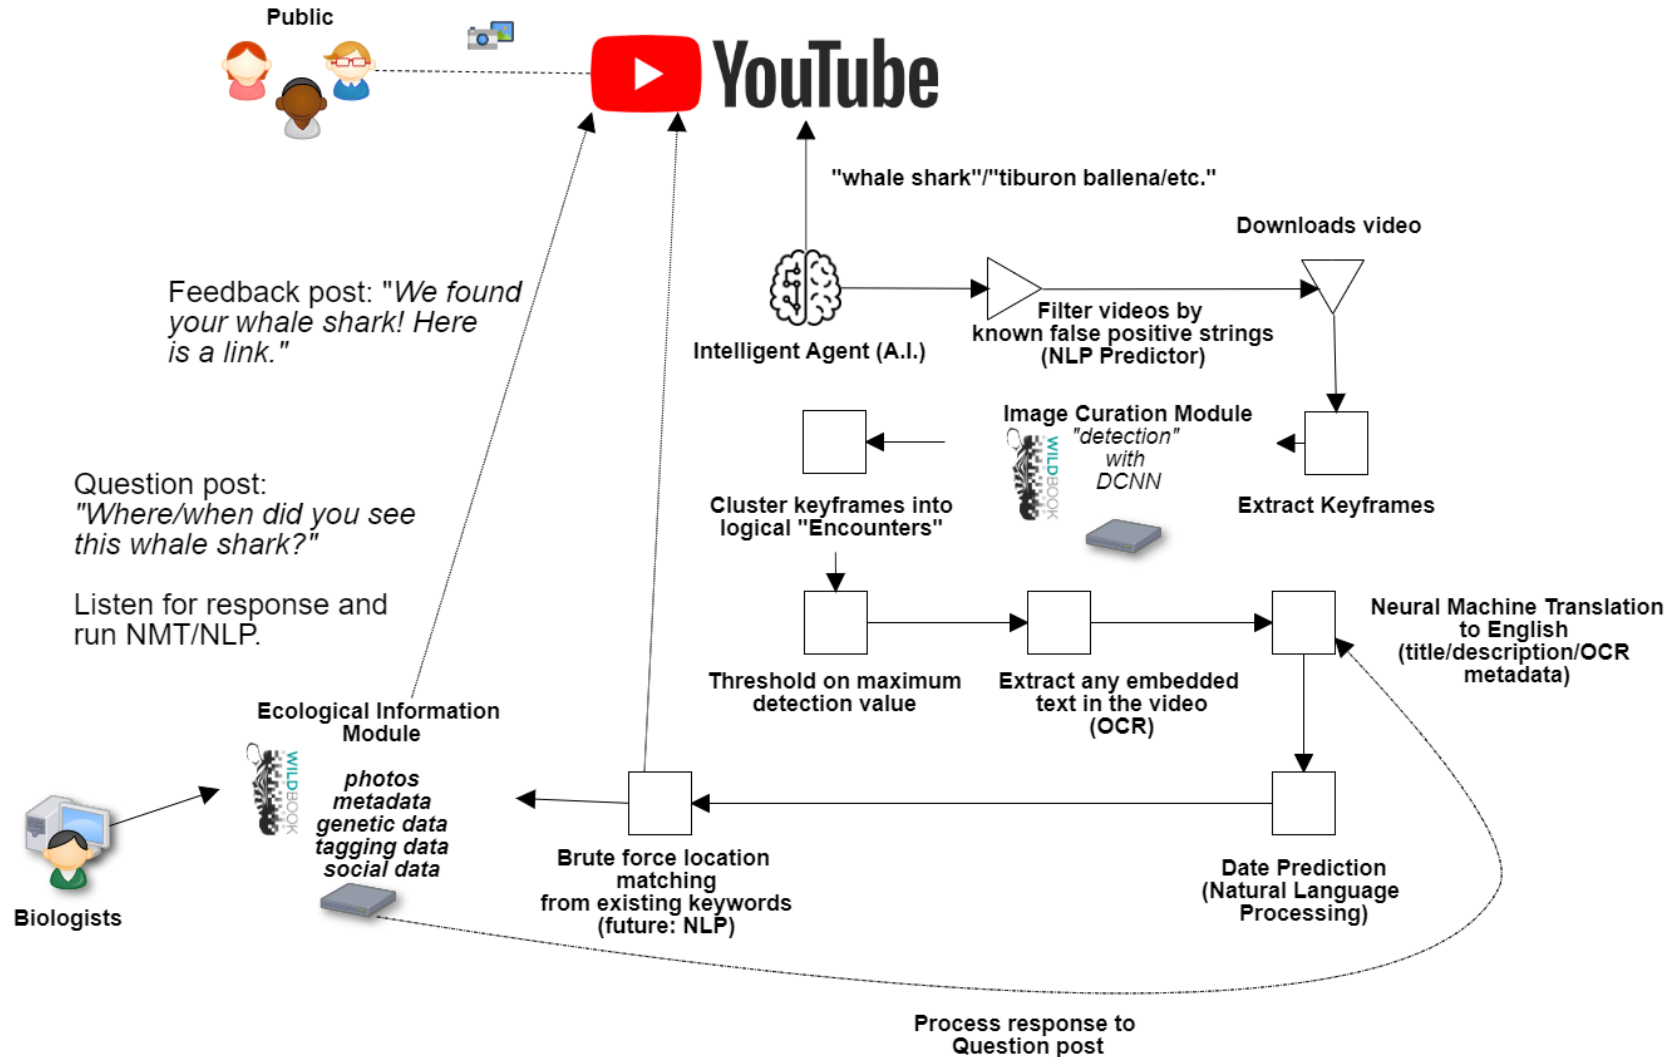 Public
YouTube
"whale shark"/"tiburon ballena/etc."
Downloads video
Feedback post: "We found
your whale shark! Here
is a link."
Intelligent Agent (A.I.)
Filter videos by
known false positive strings
(NLP Predictor)
Image Curation Module
"detection"
with
DCNN
WILDBOOK
Extract Keyframes
Cluster keyframes into
logical "Encounters"
Question post:
"Where/when did you see
this whale shark?"
Listen for response and
run NMT/NLP.
Neural Machine Translation
to English
(title/description/OCR
metadata)
Threshold on maximum
detection value
Extract any embedded
text in the video
(OCR)
Ecological Information
Module
WILDBOOK
photos
metadata
genetic data
tagging data
social data
Biologists
Brute force location
matching
from existing keywords
(future: NLP)
Date Prediction
(Natural Language
Processing)
Process response to
Question post